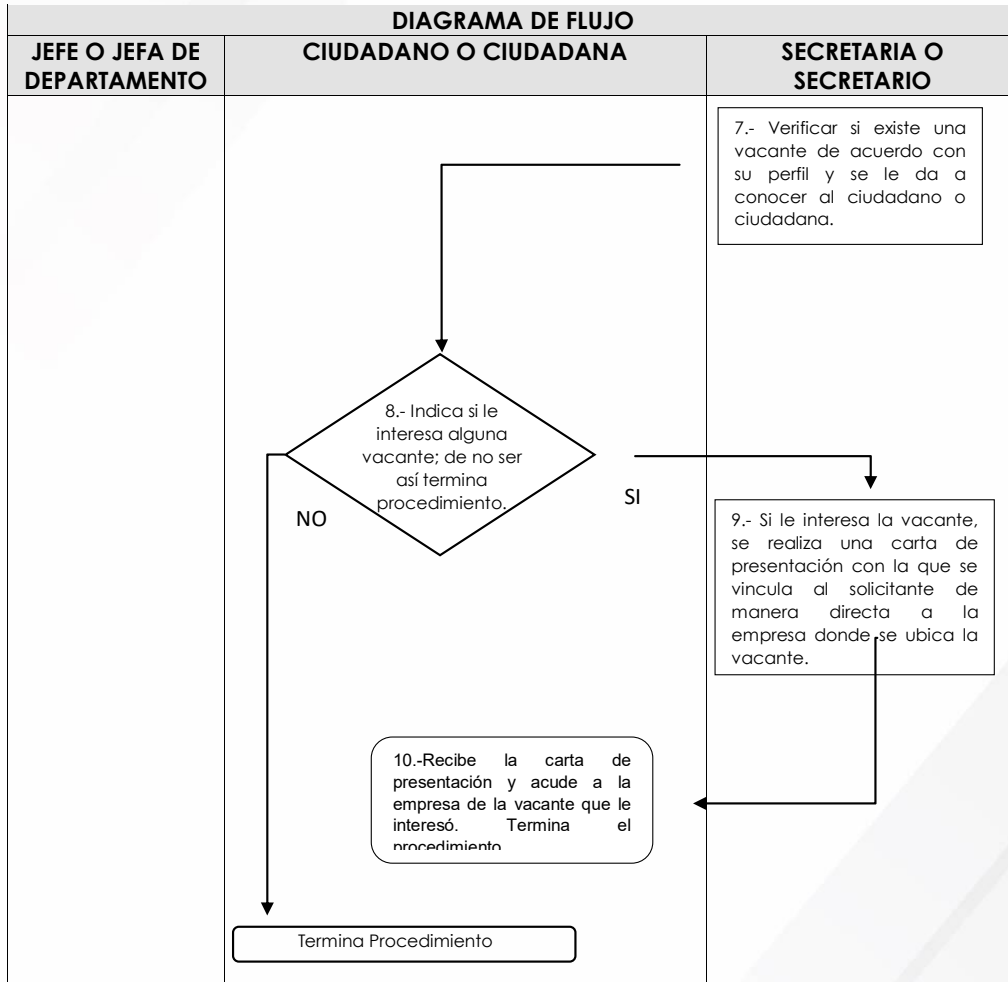 DIAGRAMA DE FLUJO
JEFE O JEFA DE
DEPARTAMENTO
CIUDADANO O CIUDADANA
SECRETARIA O
SECRETARIO
7.- Verificar si existe una
vacante de acuerdo con
su perfil y se le da a
conocer al ciudadano o
ciudadana.
8.- Indica si le
interesa alguna
vacante; de no ser
así termina
procedimiento.
NO
SI
9.- Si le interesa la vacante,
se realiza una carta de
presentación con la que se
vincula al solicitante de
manera directa a la
empresa donde se ubica la
vacante.
10.-Recibe la carta de
presentación y acude a la
empresa de la vacante que le
interesó. Termina el
procedimiento
Termina Procedimiento